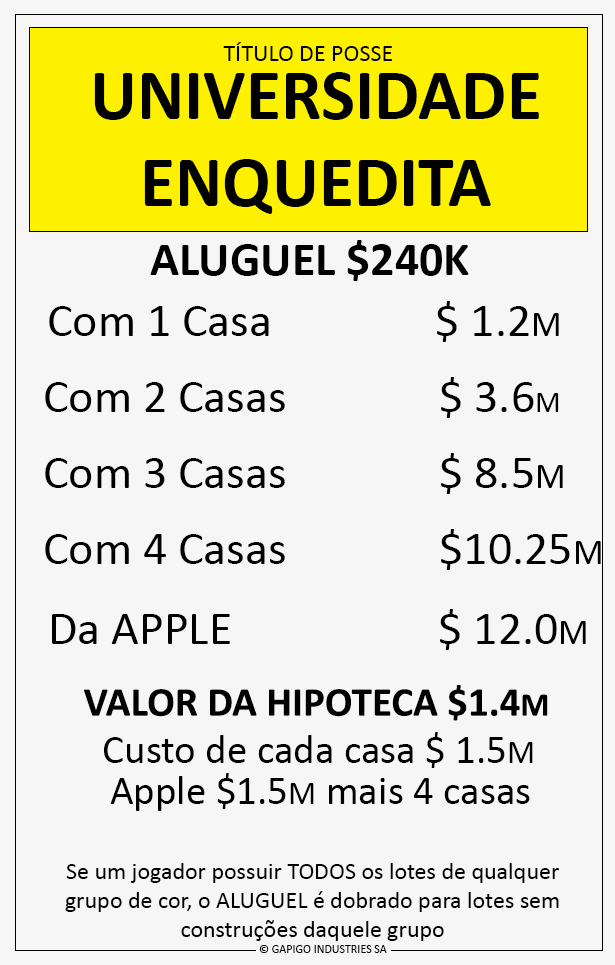 TÍTULO DE POSSE
UNIVERSIDADE
ENQUEDITA
ALUGUEL $240K
Com 1 Casa $ 1.2M
Com 2 Casas $ 3.6M
Com 3 Casas $ 8.5M
Com 4 Casas $10.25M
Da APPLE $ 12.0M
VALOR DA HIPOTECA $1.4M
Custo de cada casa $ 1.5M
Apple $1.5M mais 4 casas
Se um jogador possuir TODOS os lotes de qualquer
grupo de cor, o ALUGUEL é dobrado para lotes sem
construções daquele grupo
© GAPIGO INDUSTRIES SA